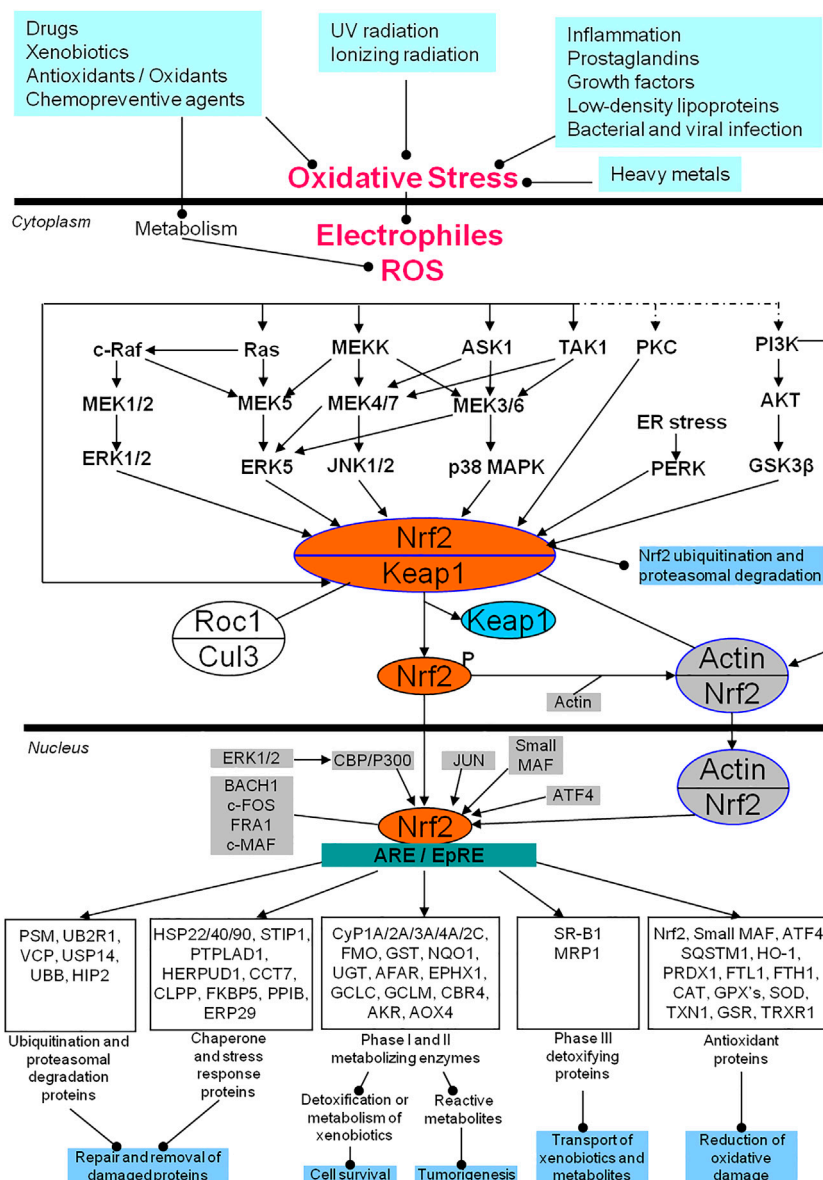 Drugs
Xenobiotics
Antioxidants / Oxidants
Chemopreventive agents
UV radiation
Ionizing radiation
Inflammation
Prostaglandins
Growth factors
Low-density lipoproteins
Bacterial and viral infection
Oxidative Stress
Heavy metals
Cytoplasm
Metabolism
Electrophiles
ROS
c-Raf
Ras
MEKK
ASK1
TAK1
PKC
PI3K
MEK1/2
MEK5
MEK4/7
MEK3/6
AKT
ER stress
ERK1/2
ERK5
JNK1/2
p38 MAPK
PERK
GSK3β
Nrf2
Keap1
Nrf2 ubiquitination and
proteasomal degradation
Roc1
Cul3
Keap1
Nrf2
P
Actin
Actin
Nrf2
Nucleus
ERK1/2
CBP/P300
JUN
Small
MAF
ATF4
BACH1
c-FOS
FRA1
c-MAF
Actin
Nrf2
Nrf2
ARE / EpRE
PSM, UB2R1,
VCP, USP14,
UBB, HIP2
Ubiquitination and
proteasomal
degradation
proteins
HSP22/40/90, STIP1,
PTPLAD1,
HERPUD1, CCT7,
CLPP, FKBP5, PPIB,
ERP29
Chaperone
and stress
response
proteins
CyP1A/2A/3A/4A/2C,
FMO, GST, NQO1,
UGT, AFAR, EPHX1,
GCLC, GCLM, CBR4,
AKR, AOX4
Phase I and II
metabolizing enzymes
SR-B1
MRP1
Phase III
detoxifying
proteins
Nrf2, Small MAF, ATF4
SQSTM1, HO-1,
PRDX1, FTL1, FTH1,
CAT, GPX's, SOD,
TXN1, GSR, TRXR1
Antioxidant
proteins
Detoxification or
metabolism of
xenobiotics
Reactive
metabolites
Repair and removal of
damaged proteins
Cell survival
Tumorigenesis
Transport of
xenobiotics and
metabolites
Reduction of
oxidative
damage